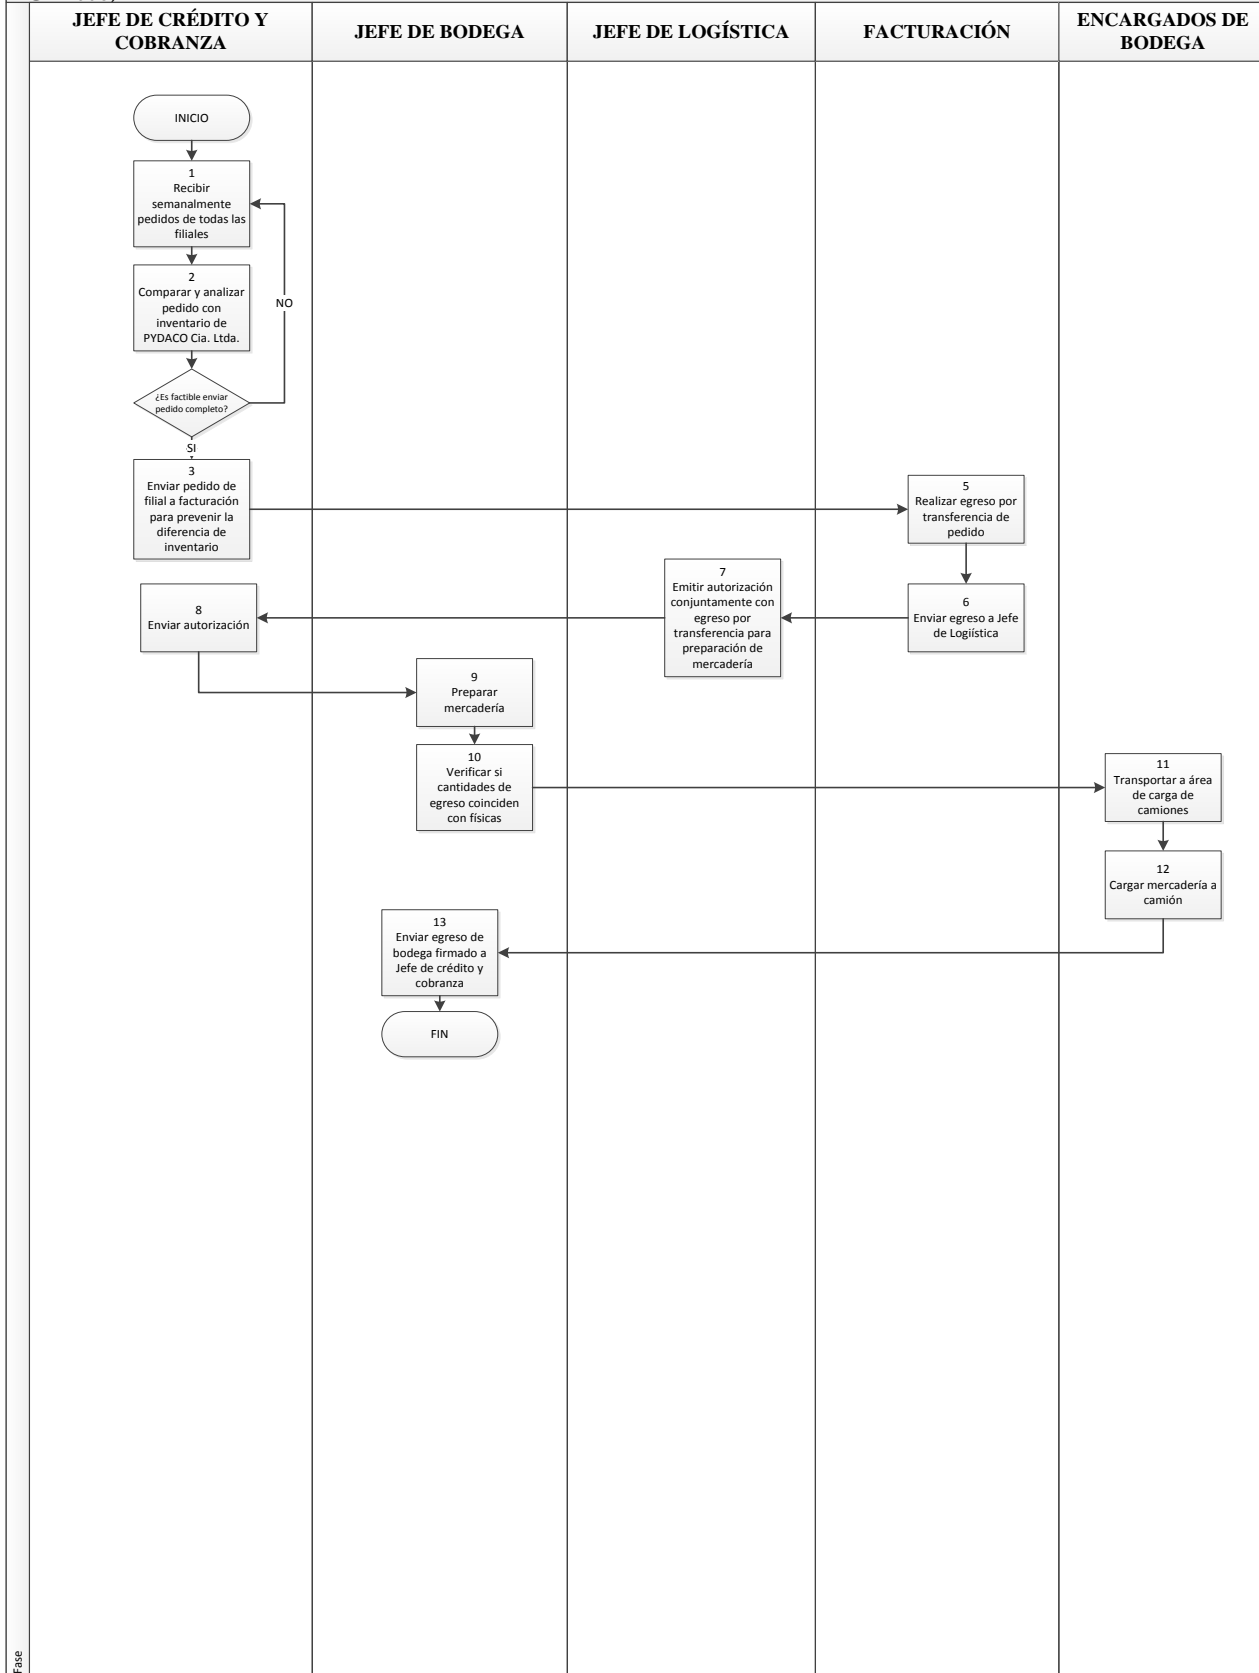 JEFE DE CRÉDITO Y
COBRANZA
JEFE DE BODEGA
JEFE DE LOGÍSTICA
FACTURACIÓN
ENCARGADOS DE
BODEGA
INICIO
1
Recibir
semanalmente
pedidos de todas las
filiales
2
Comparar y analizar
pedido con
inventario de
PYDACO Cia. Ltda.
NO
¿Es factible enviar
pedido completo?
SI
3
Enviar pedido de
filial a facturación
para prevenir la
diferencia de
inventario
5
Realizar egreso por
transferencia de
pedido
6
Enviar egreso a Jefe
de Logiística
7
Emitir autorización
conjuntamente con
egreso por
transferencia para
preparación de
mercadería
8
Enviar autorización
9
Preparar
mercadería
10
Verificar si
cantidades de
egreso coinciden
con físicas
11
Transportar a área
de carga de
camiones
12
Cargar mercadería a
camión
13
Enviar egreso de
bodega firmado a
Jefe de crédito y
cobranza
FIN
Fase